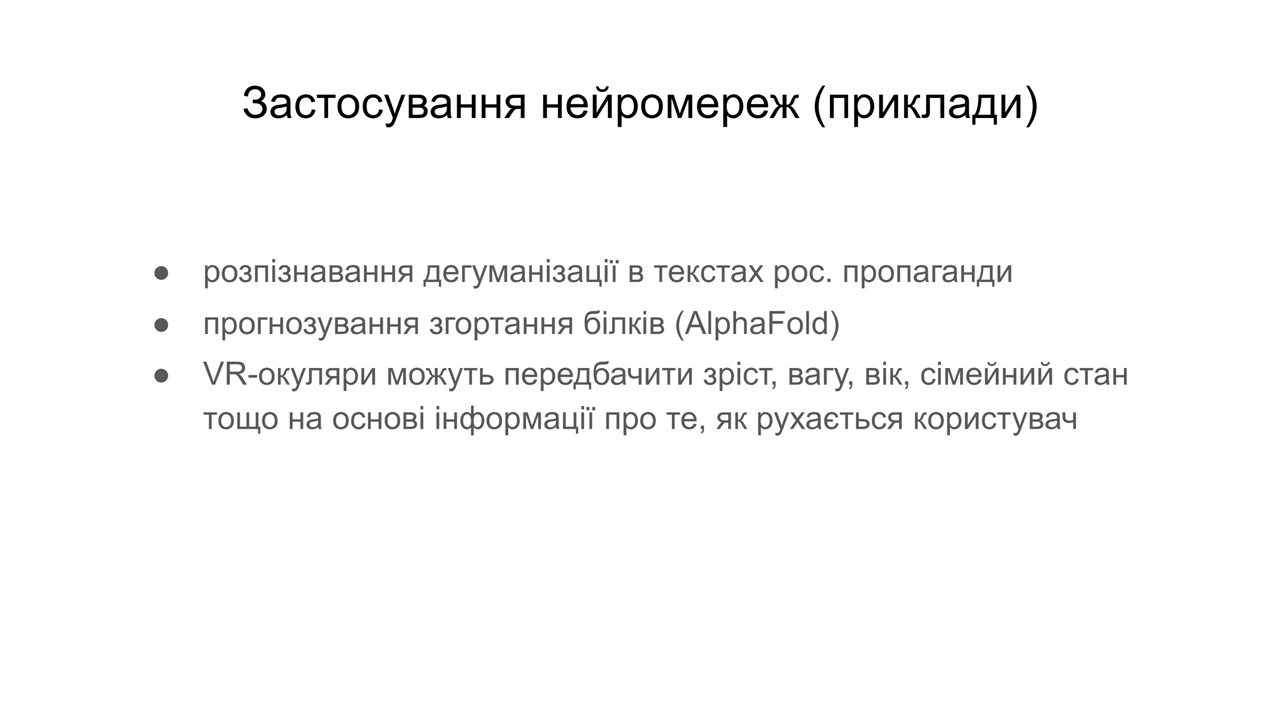 Застосування нейромереж (приклади)
● розпізнавання дегуманізації в текстах рос. пропаганди
● прогнозування згортання білків (AlphaFold)
● VR-окуляри можуть передбачити зріст, вагу, вік, сімейний стан
тощо на основі інформації про те, як рухається користувач